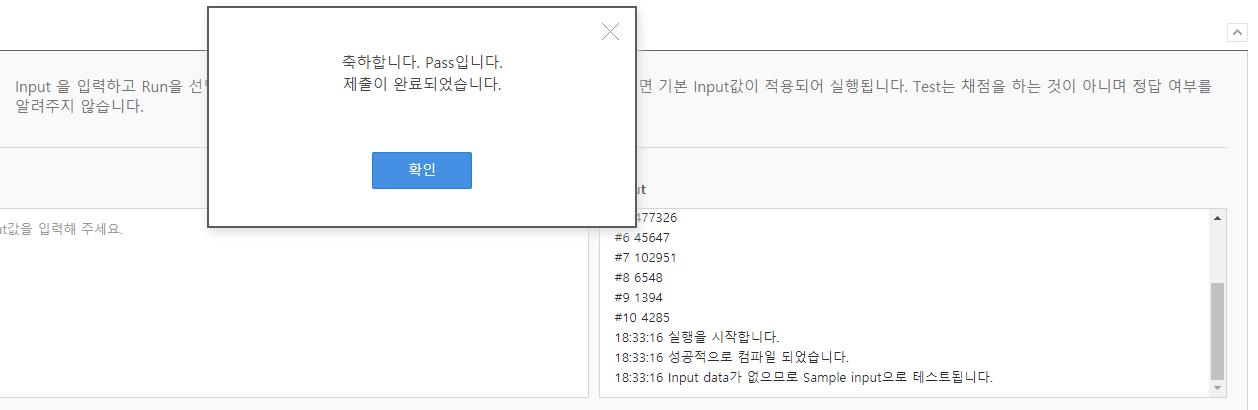 축하합니다. Pass입니다.
제출이 완료되었습니다.
확인
Input 을 입력하고 Run을 선
면 기본 Input값이 적용되어 실행됩니다. Test는 채점을 하는 것이 아니며 정답 여부를
알려주지 않습니다.
ut값을 입력해 주세요.
ut
477326
#6 45647
#7 102951
#8 6548
#9 1394
#10 4285
18:33:16 실행을 시작합니다.
18:33:16 성공적으로 컴파일 되었습니다.
18:33:16 Input data가 없으므로 Sample input으로 테스트됩니다.